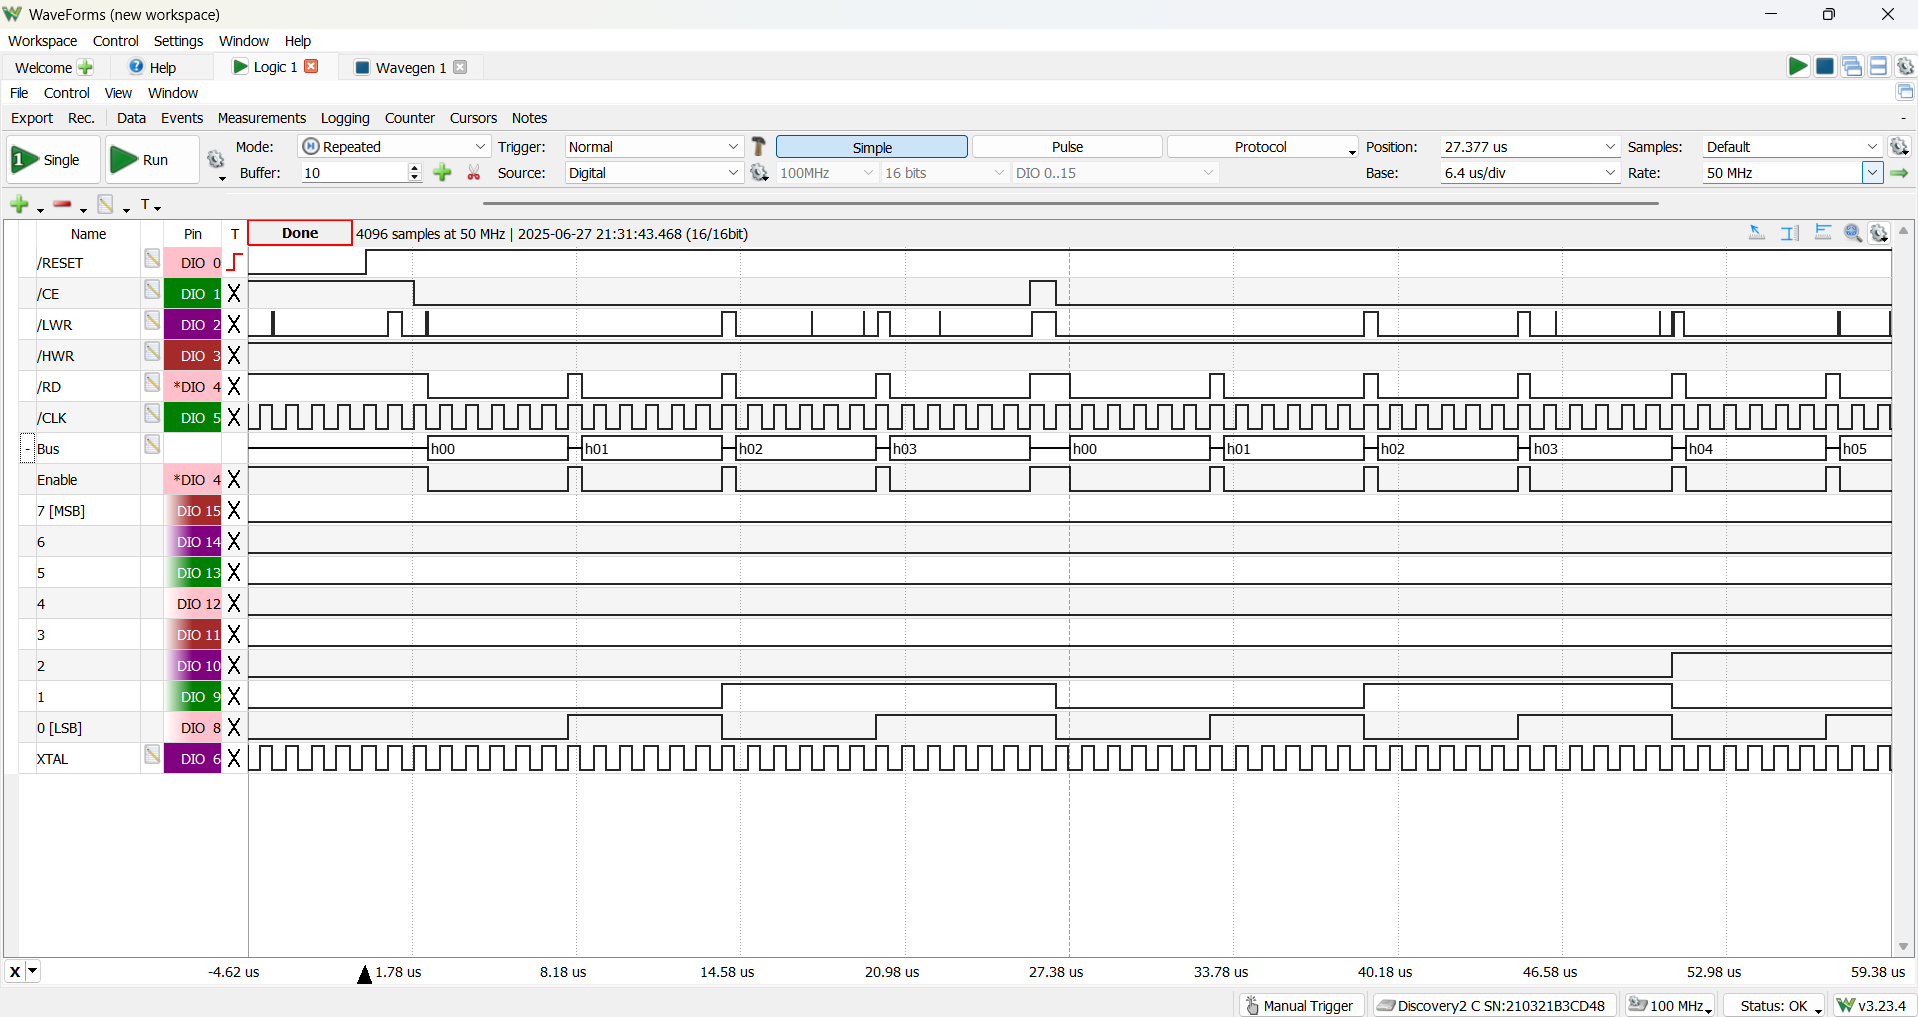 WaveForms (new workspace)
Workspace Control Settings Window Help
Welcome Help Logic 1 Wavegen 1
File Control View Window
Export Rec. Data Events Measurements Logging Counter Cursors Notes
Single Run Mode: Repeated Trigger: Normal Simple Pulse Protocol Position: 27.377 us Samples: Default
Buffer: 10 Source: Digital 100MHz 16 bits DIO 0..15 Base: 6.4 us/div Rate: 50 MHz
T
Name Pin T Done 4096 samples at 50 MHz | 2025-06-27 21:31:43.468 (16/16bit)
/RESET DIO 0
/CE DIO 1 X
/LWR DIO 2 X
/HWR DIO 3 X
/RD *DIO 4 X
/CLK DIO 5 X
- Bus h00 h01 h02 h03 h00 h01 h02 h03 h04 h05
Enable *DIO 4 X
7 [MSB] DIO 15 X
6 DIO 14 X
5 DIO 13 X
4 DIO 12 X
3 DIO 11 X
2 DIO 10 X
1 DIO 9 X
0 [LSB] DIO 8 X
XTAL DIO 6 X
X -4.62 us 1.78 us 8.18 us 14.58 us 20.98 us 27.38 us 33.78 us 40.18 us 46.58 us 52.98 us 59.38 us
Manual Trigger Discovery2 C SN:210321B3CD48 100 MHz Status: OK v3.23.4